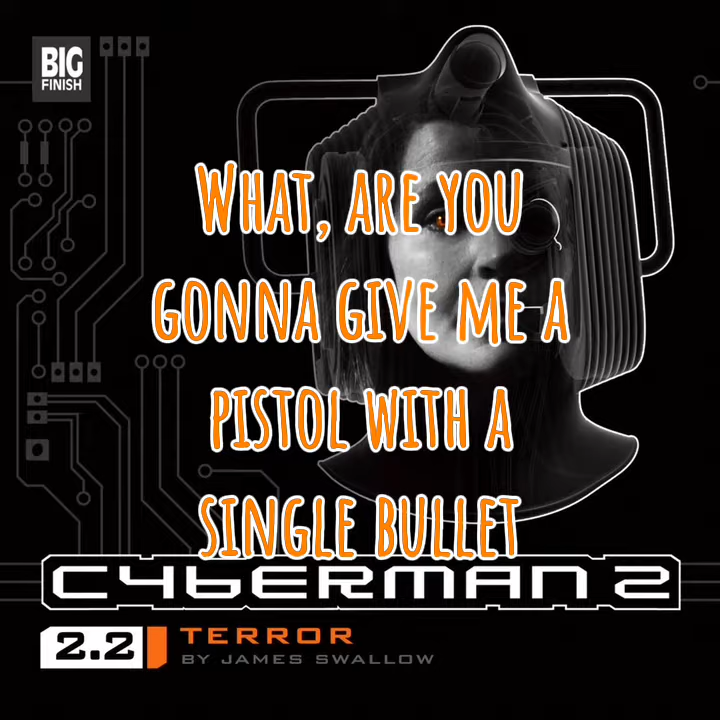 BIG
FINISH
What, are you
gonna give me a
pistol with a
single bullet
CYBERMAN 2
2.2 TERROR
BY JAMES SWALLOW